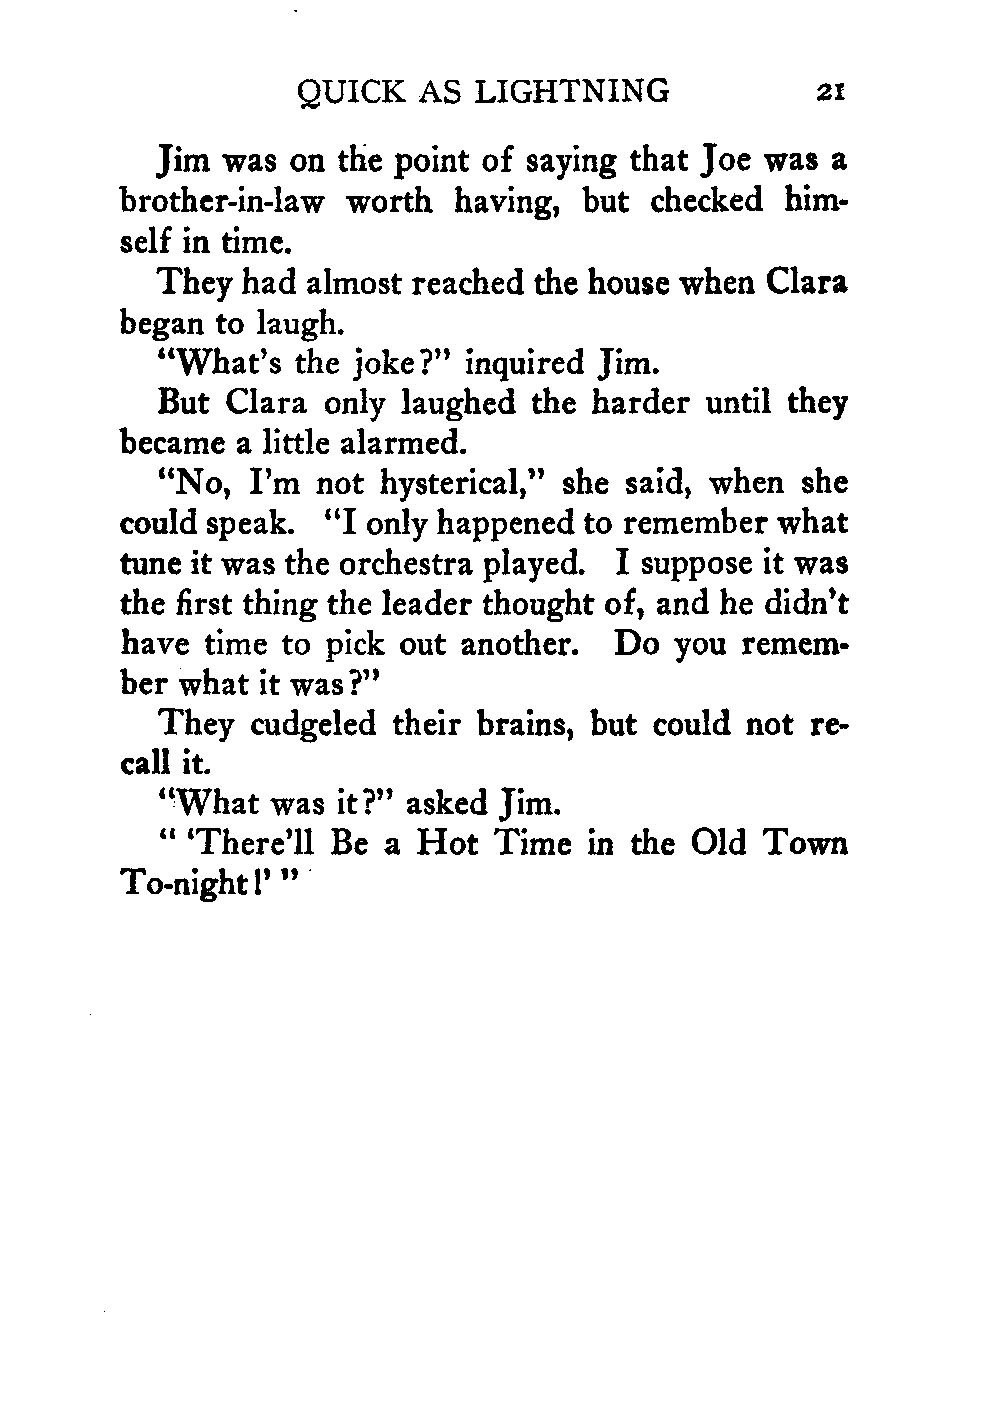 QUICK AS LIGHTNING 21
Jim was on the point of saying that Joe was a
brother-in-law worth having, but checked him-
self in time.
They had almost reached the house when Clara
began to laugh.
“What’s the joke?” inquired Jim.
But Clara only laughed the harder until they
became a little alarmed.
“No, I’m not hysterical,” she said, when she
could speak. “I only happened to remember what
tune it was the orchestra played. I suppose it was
the first thing the leader thought of, and he didn’t
have time to pick out another. Do you remem-
ber what it was?”
They cudgeled their brains, but could not re-
call it.
“What was it?” asked Jim.
“ ‘There’ll Be a Hot Time in the Old Town
To-night!’ ”